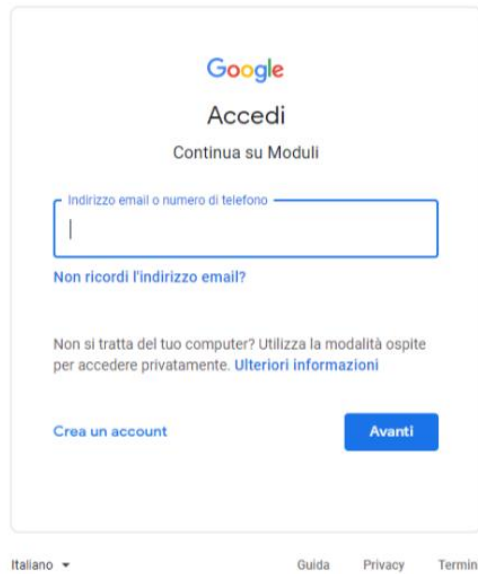 Google
Accedi
Continua su Moduli
Indirizzo email o numero di telefono
Non ricordi l'indirizzo email?
Non si tratta del tuo computer? Utilizza la modalità ospite
per accedere privatamente. Ulteriori informazioni
Crea un account Avanti
Italiano Guida Privacy Termin